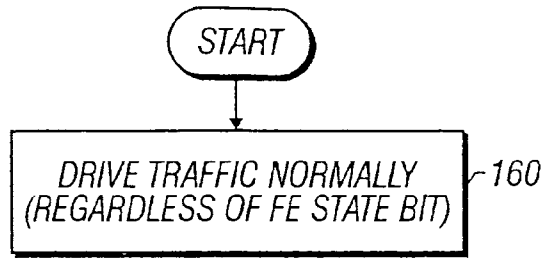 START
DRIVE TRAFFIC NORMALLY
(REGARDLESS OF FE STATE BIT)
160